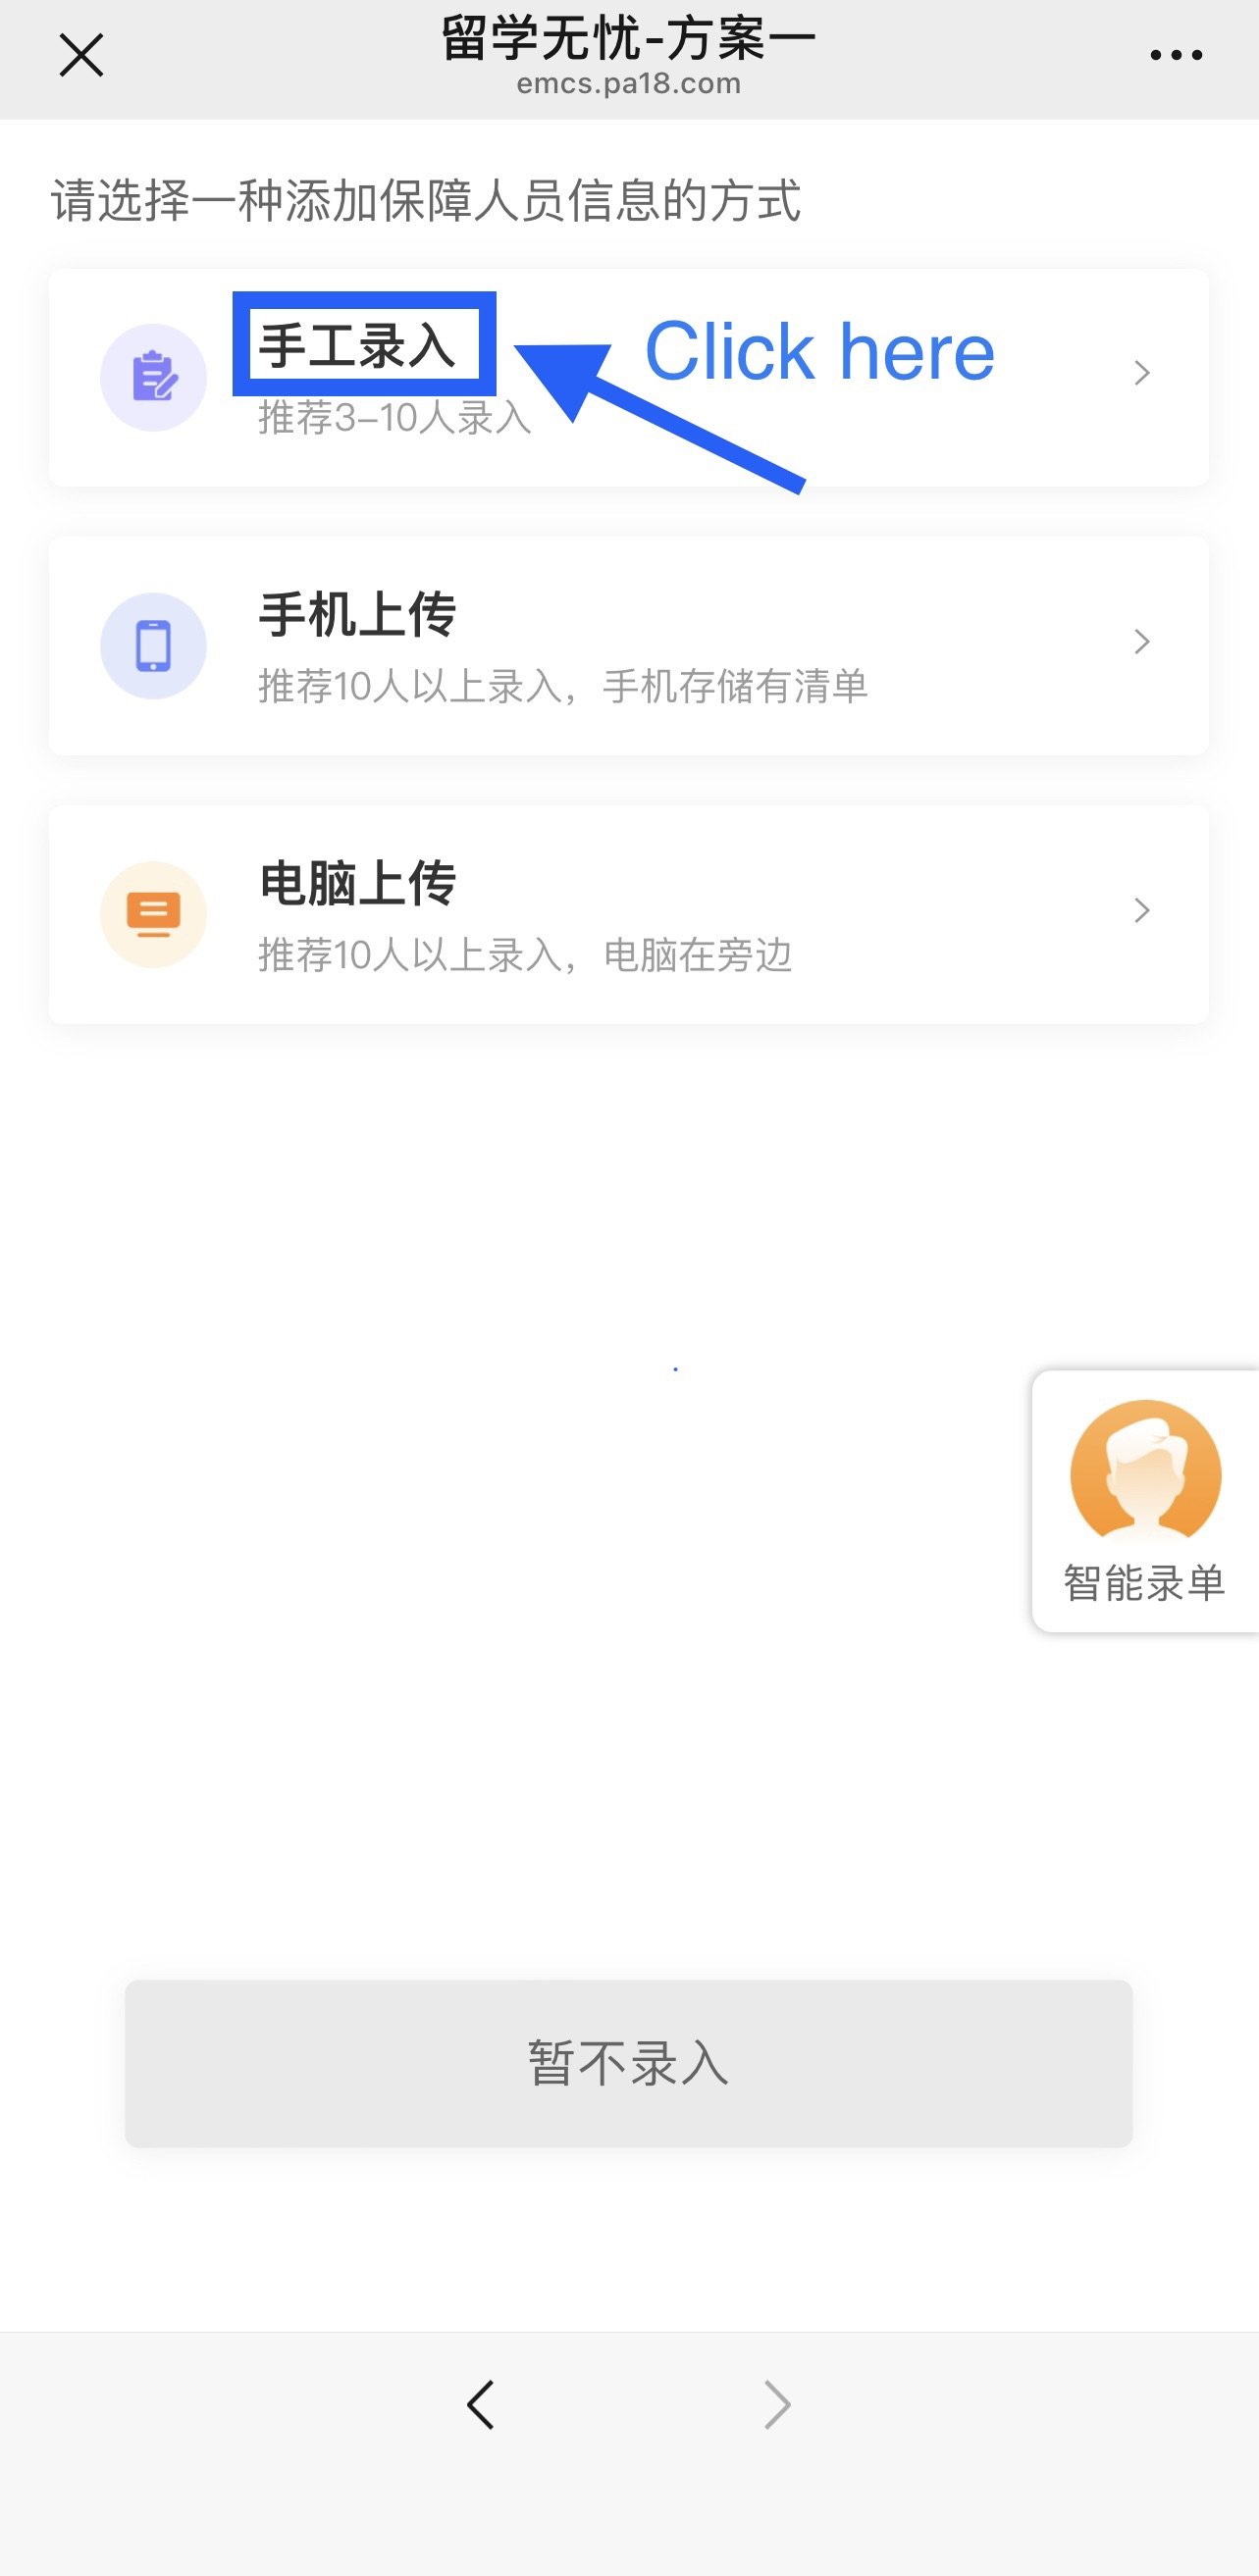 留学无忧-方案一
emcs.pa18.com
请选择一种添加保障人员信息的方式
手工录入
Click here
推荐3–10人录入
手机上传
推荐10人以上录入，手机存储有清单
电脑上传
推荐10人以上录入，电脑在旁边
智能录单
暂不录入